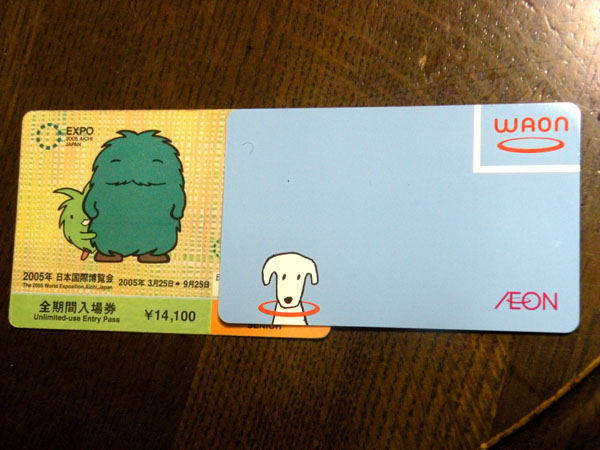 EXPO
2005 AICHI
JAPAN
2005年 日本国際博覧会 2005年 3月25日➡9月25日
The 2005 World Exposition, Aichi, Japan
全期間入場券 ¥14,100
Unlimited-use Entry Pass
SENIOR
WAON
ÆON